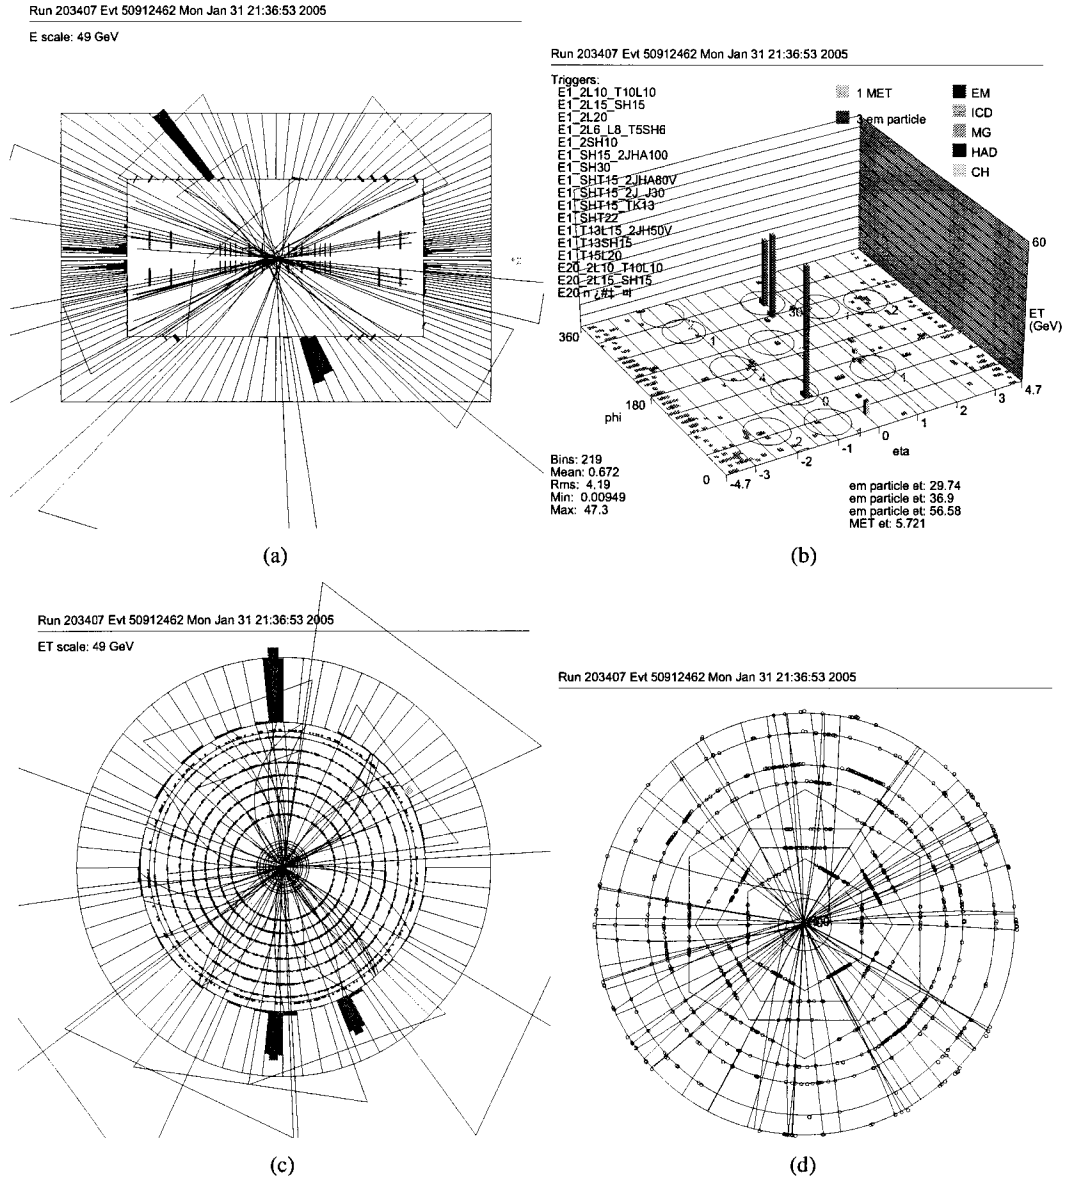 Run 203407 Evt 50912462 Mon Jan 31 21:36:53 2005
E scale: 49 GeV
(a)
Run 203407 Evt 50912462 Mon Jan 31 21:36:53 2005
Triggers:
E1_2L10_T10L10
E1_2L15_SH15
E1_2L20
E1_2L6_L8_T5SH6
E1_2SH10
E1_SH15_2JHA100
E1_SH30
E1_SHT15_2JHA60V
E1_SHT15_2J_J30
E1_SHT15_TK13
E1_SHT22
E1_T13L15_2JH50V
E1_T13SH15
E1_T15L20
E20_2L10_T10L10
E20_2L15_SH15
E20
1 MET
3 em particle
EM
ICD
MG
HAD
CH
60
ET
(GeV)
4.7
3
2
1
0
-1
-2
-3
-4.7
eta
360
180
phi
0
Bins: 219
Mean: 0.672
Rms: 4.19
Min: 0.00949
Max: 47.3
em particle et: 29.74
em particle et: 36.9
em particle et: 56.58
MET et: 5.721
(b)
Run 203407 Evt 50912462 Mon Jan 31 21:36:53 2005
ET scale: 49 GeV
(c)
Run 203407 Evt 50912462 Mon Jan 31 21:36:53 2005
(d)